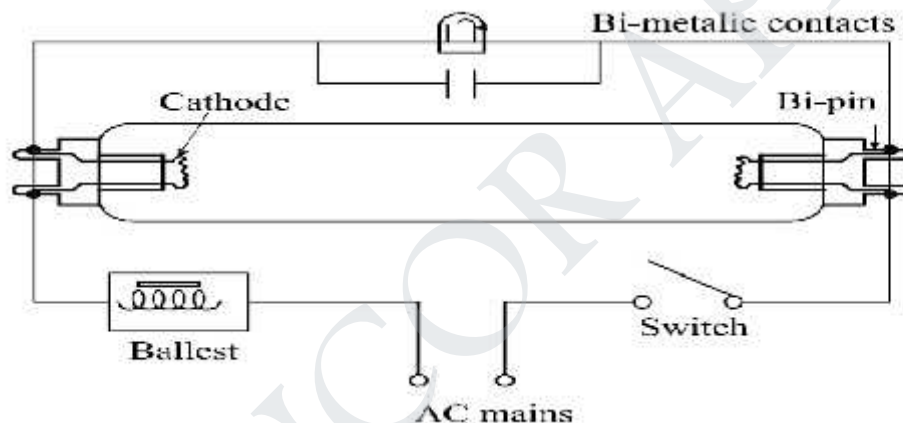 Bi-metalic contacts
Cathode
Bi-pin
Ballest
Switch
AC mains